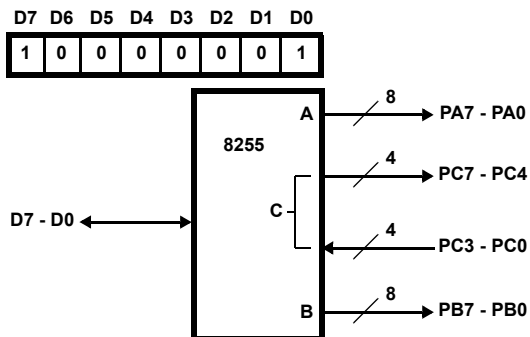 D7 D6 D5 D4 D3 D2 D1 D0
1 0 0 0 0 0 0 1
A 8 PA7 - PA0
8255
4 PC7 - PC4
C
D7 - D0
4 PC3 - PC0
B 8 PB7 - PB0